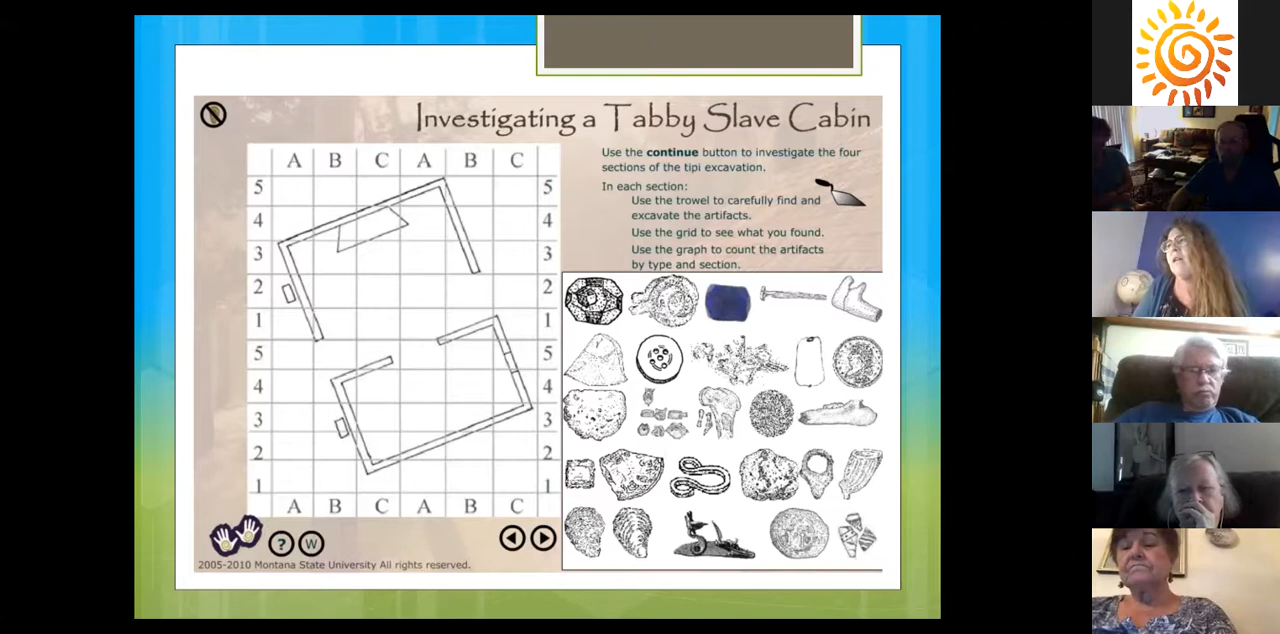 Investigating a Tabby Slave Cabin
Use the continue button to investigate the four
sections of the tipi excavation.
In each section:
Use the trowel to carefully find and
excavate the artifacts.
Use the grid to see what you found.
Use the graph to count the artifacts
by type and section.
A B C A B C
5 5
4 4
3 3
2 2
1 1
5 5
4 4
3 3
2 2
1 1
A B C A B C
? W
2005-2010 Montana State University All rights reserved.